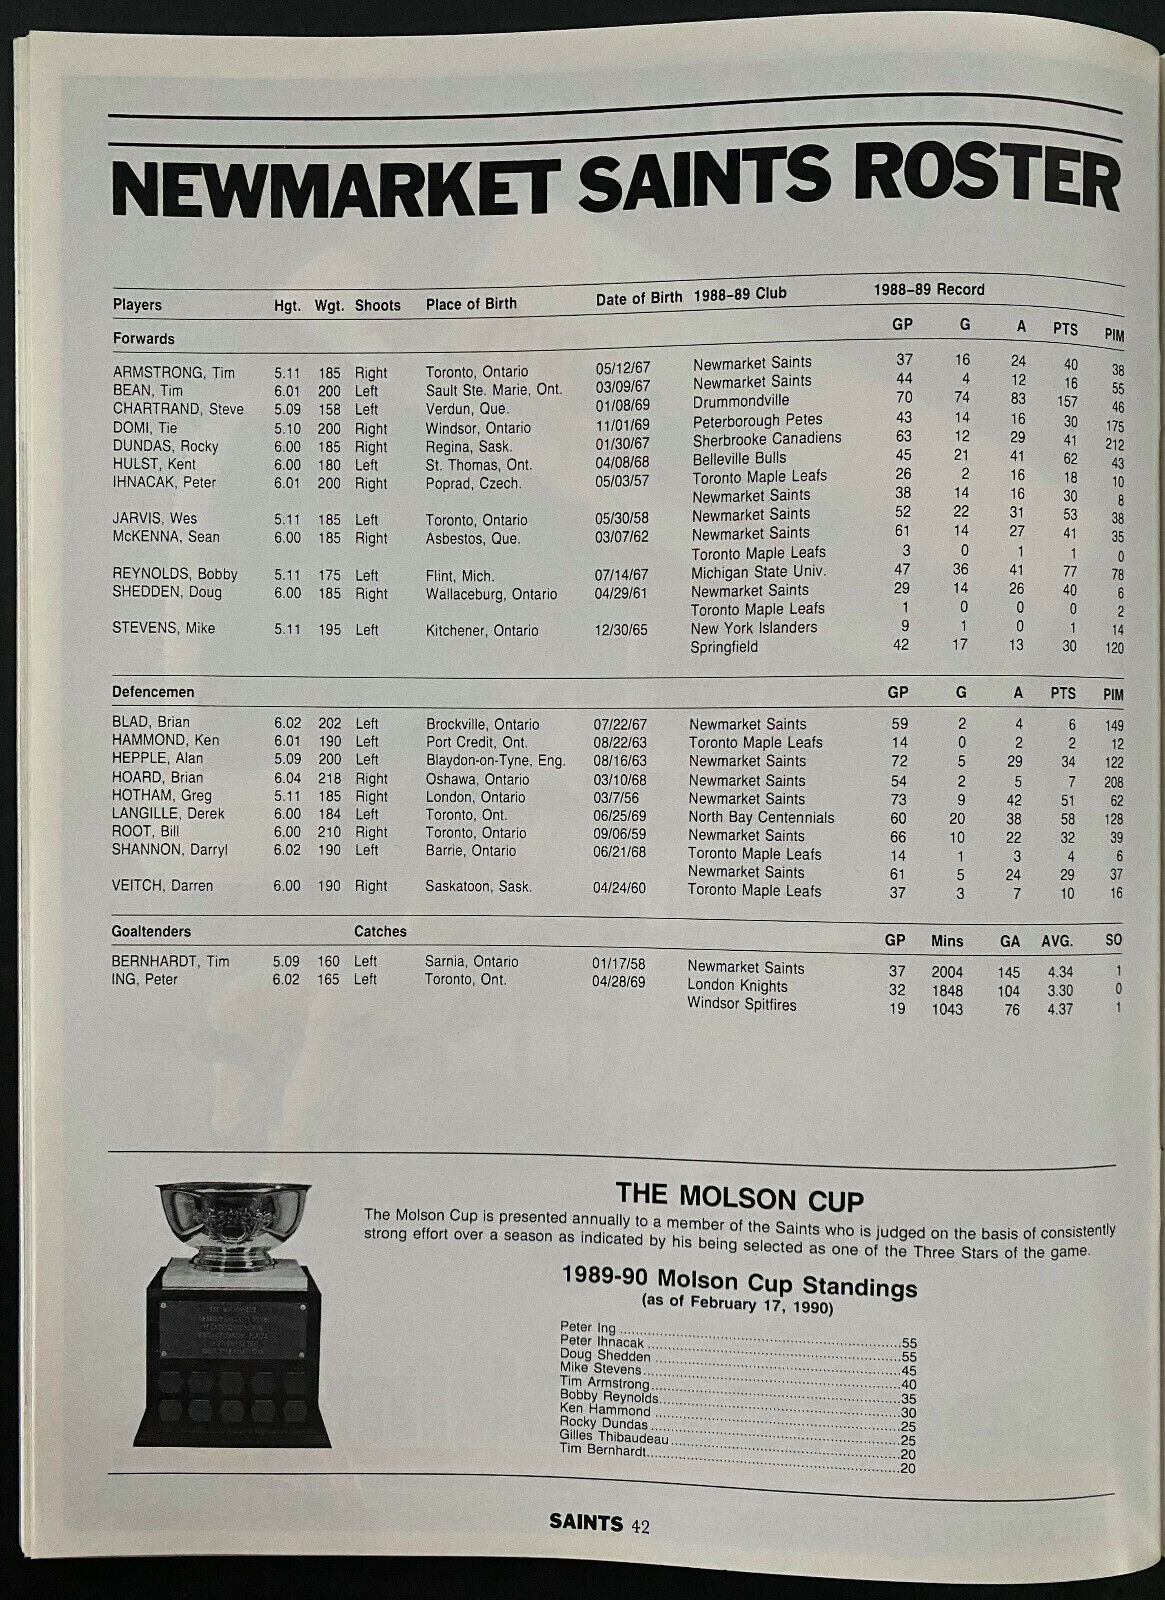 NEWMARKET SAINTS ROSTER
Players Hgt. Wgt. Shoots Place of Birth Date of Birth 1988-89 Club 1988-89 Record
Forwards GP G A PTS PIM
ARMSTRONG, Tim 5.11 185 Right Toronto, Ontario 05/12/67 Newmarket Saints 37 16 24 40 38
BEAN, Tim 6.01 200 Left Sault Ste. Marie, Ont. 03/09/67 Newmarket Saints 44 4 12 16 55
CHARTRAND, Steve 5.09 158 Left Verdun, Que. 01/08/69 Drummondville 70 74 83 157 46
DOMI, Tie 5.10 200 Right Windsor, Ontario 11/01/69 Peterborough Petes 43 14 16 30 175
DUNDAS, Rocky 6.00 185 Right Regina, Sask. 01/30/67 Sherbrooke Canadiens 63 12 29 41 212
HULST, Kent 6.00 180 Left St. Thomas, Ont. 04/08/68 Belleville Bulls 45 21 41 62 43
IHNACAK, Peter 6.01 200 Right Poprad, Czech. 05/03/57 Toronto Maple Leafs 26 2 16 18 10
Newmarket Saints 38 14 16 30 8
JARVIS, Wes 5.11 185 Left Toronto, Ontario 05/30/58 Newmarket Saints 52 22 31 53 38
McKENNA, Sean 6.00 185 Right Asbestos, Que. 03/07/62 Newmarket Saints 61 14 27 41 35
Toronto Maple Leafs 3 0 1 1 0
REYNOLDS, Bobby 5.11 175 Left Flint, Mich. 07/14/67 Michigan State Univ. 47 36 41 77 78
SHEDDEN, Doug 6.00 185 Right Wallaceburg, Ontario 04/29/61 Newmarket Saints 29 14 26 40 6
Toronto Maple Leafs 1 0 0 0 2
STEVENS, Mike 5.11 195 Left Kitchener, Ontario 12/30/65 New York Islanders 9 1 0 1 14
Springfield 42 17 13 30 120
Defencemen GP G A PTS PIM
BLAD, Brian 6.02 202 Left Brockville, Ontario 07/22/67 Newmarket Saints 59 2 4 6 149
HAMMOND, Ken 6.01 190 Left Port Credit, Ont. 08/22/63 Toronto Maple Leafs 14 0 2 2 12
HEPPLE, Alan 5.09 200 Left Blaydon-on-Tyne, Eng. 08/16/63 Newmarket Saints 72 5 29 34 122
HOARD, Brian 6.04 218 Right Oshawa, Ontario 03/10/68 Newmarket Saints 54 2 5 7 208
HOTHAM, Greg 5.11 185 Right London, Ontario 03/7/56 Newmarket Saints 73 9 42 51 62
LANGILLE, Derek 6.00 184 Left Toronto, Ont. 06/25/69 North Bay Centennials 60 20 38 58 128
ROOT, Bill 6.00 210 Right Toronto, Ontario 09/06/59 Newmarket Saints 66 10 22 32 39
SHANNON, Darryl 6.02 190 Left Barrie, Ontario 06/21/68 Toronto Maple Leafs 14 1 3 4 6
Newmarket Saints 61 5 24 29 37
VEITCH, Darren 6.00 190 Right Saskatoon, Sask. 04/24/60 Toronto Maple Leafs 37 3 7 10 16
Goaltenders Catches GP Mins GA AVG. SO
BERNHARDT, Tim 5.09 160 Left Sarnia, Ontario 01/17/58 Newmarket Saints 37 2004 145 4.34 1
ING, Peter 6.02 165 Left Toronto, Ont. 04/28/69 London Knights 32 1848 104 3.30 0
Windsor Spitfires 19 1043 76 4.37 1
THE MOLSON CUP
The Molson Cup is presented annually to a member of the Saints who is judged on the basis of consistently
strong effort over a season as indicated by his being selected as one of the Three Stars of the game.
1989-90 Molson Cup Standings
(as of February 17, 1990)
Peter Ing 55
Peter Ihnacak 55
Doug Shedden 45
Mike Stevens 40
Tim Armstrong 35
Bobby Reynolds 30
Ken Hammond 25
Rocky Dundas 25
Gilles Thibaudeau 20
Tim Bernhardt 20
SAINTS 42